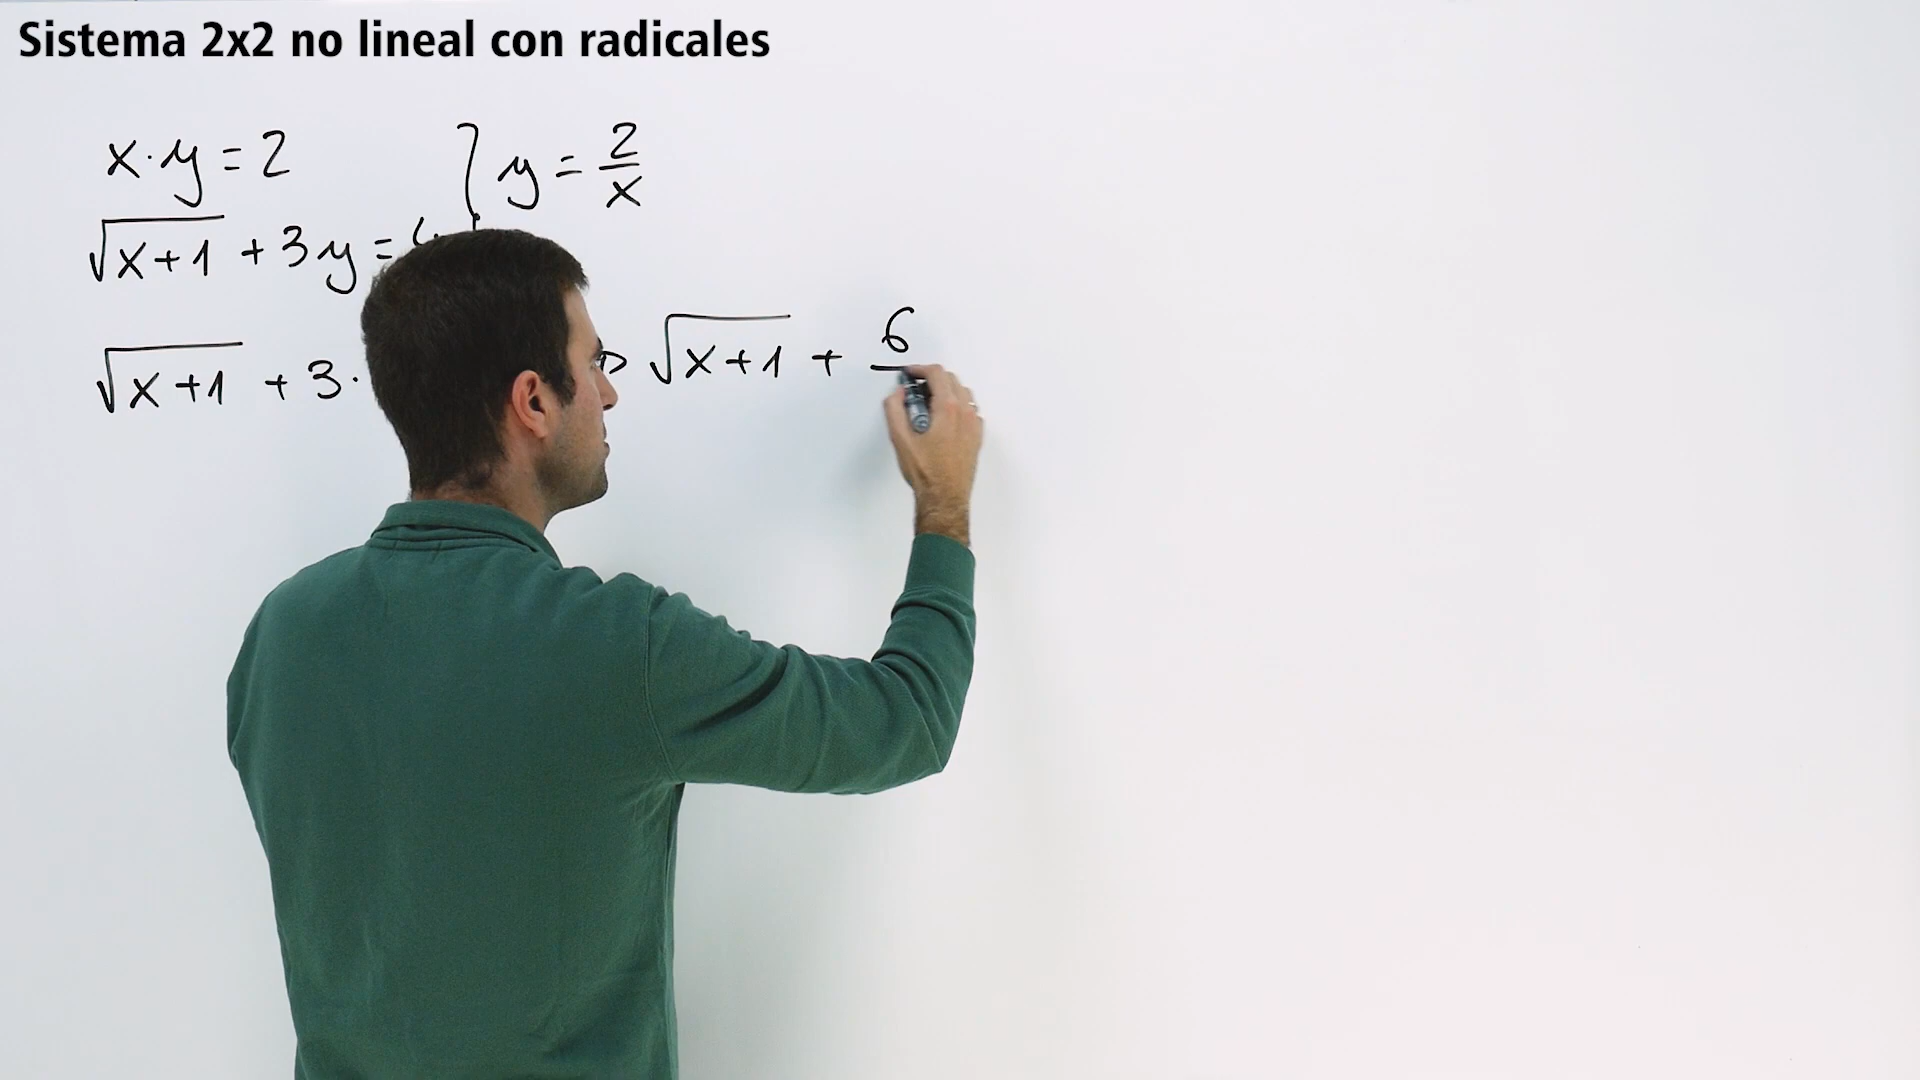 Sistema 2x2 no lineal con radicales
x·y=2 } y = 2/x
√(x+1) + 3y =
√(x+1) + 3· ⇒ √(x+1) + 6/